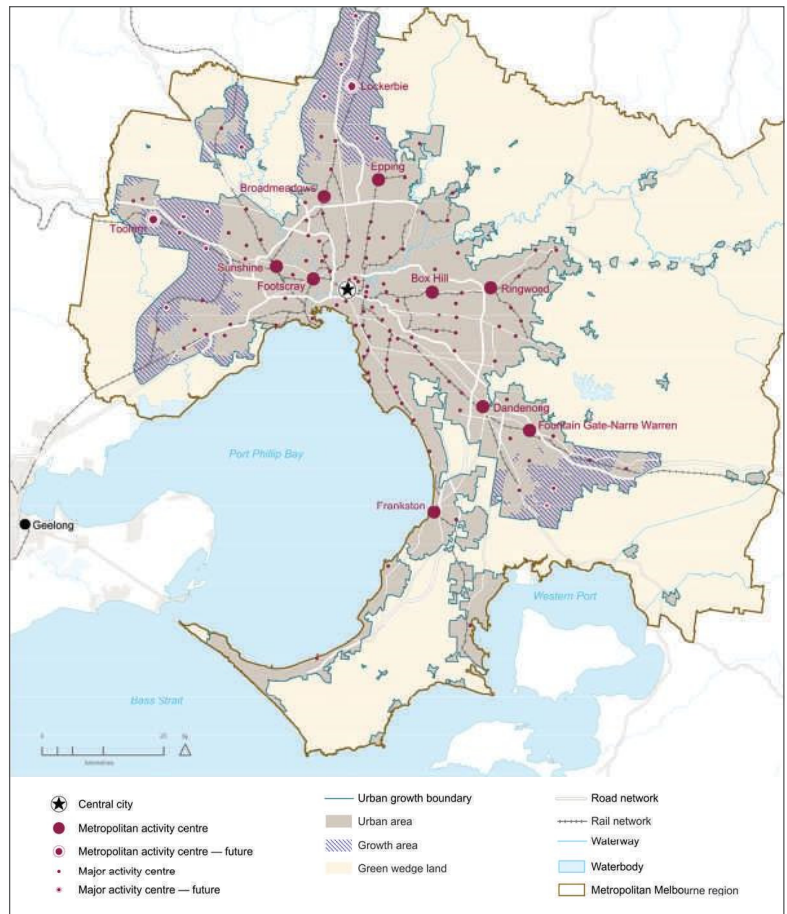 Lockerbie
Epping
Broadmeadows
Toolern
Sunshine
Footscray
Box Hill
Ringwood
Dandenong
Fountain Gate-Narre Warren
Port Phillip Bay
Frankston
Geelong
Western Port
Bass Strait
0 20
kilometres
Central city
Metropolitan activity centre
Metropolitan activity centre — future
Major activity centre
Major activity centre — future
Urban growth boundary
Urban area
Growth area
Green wedge land
Road network
Rail network
Waterway
Waterbody
Metropolitan Melbourne region